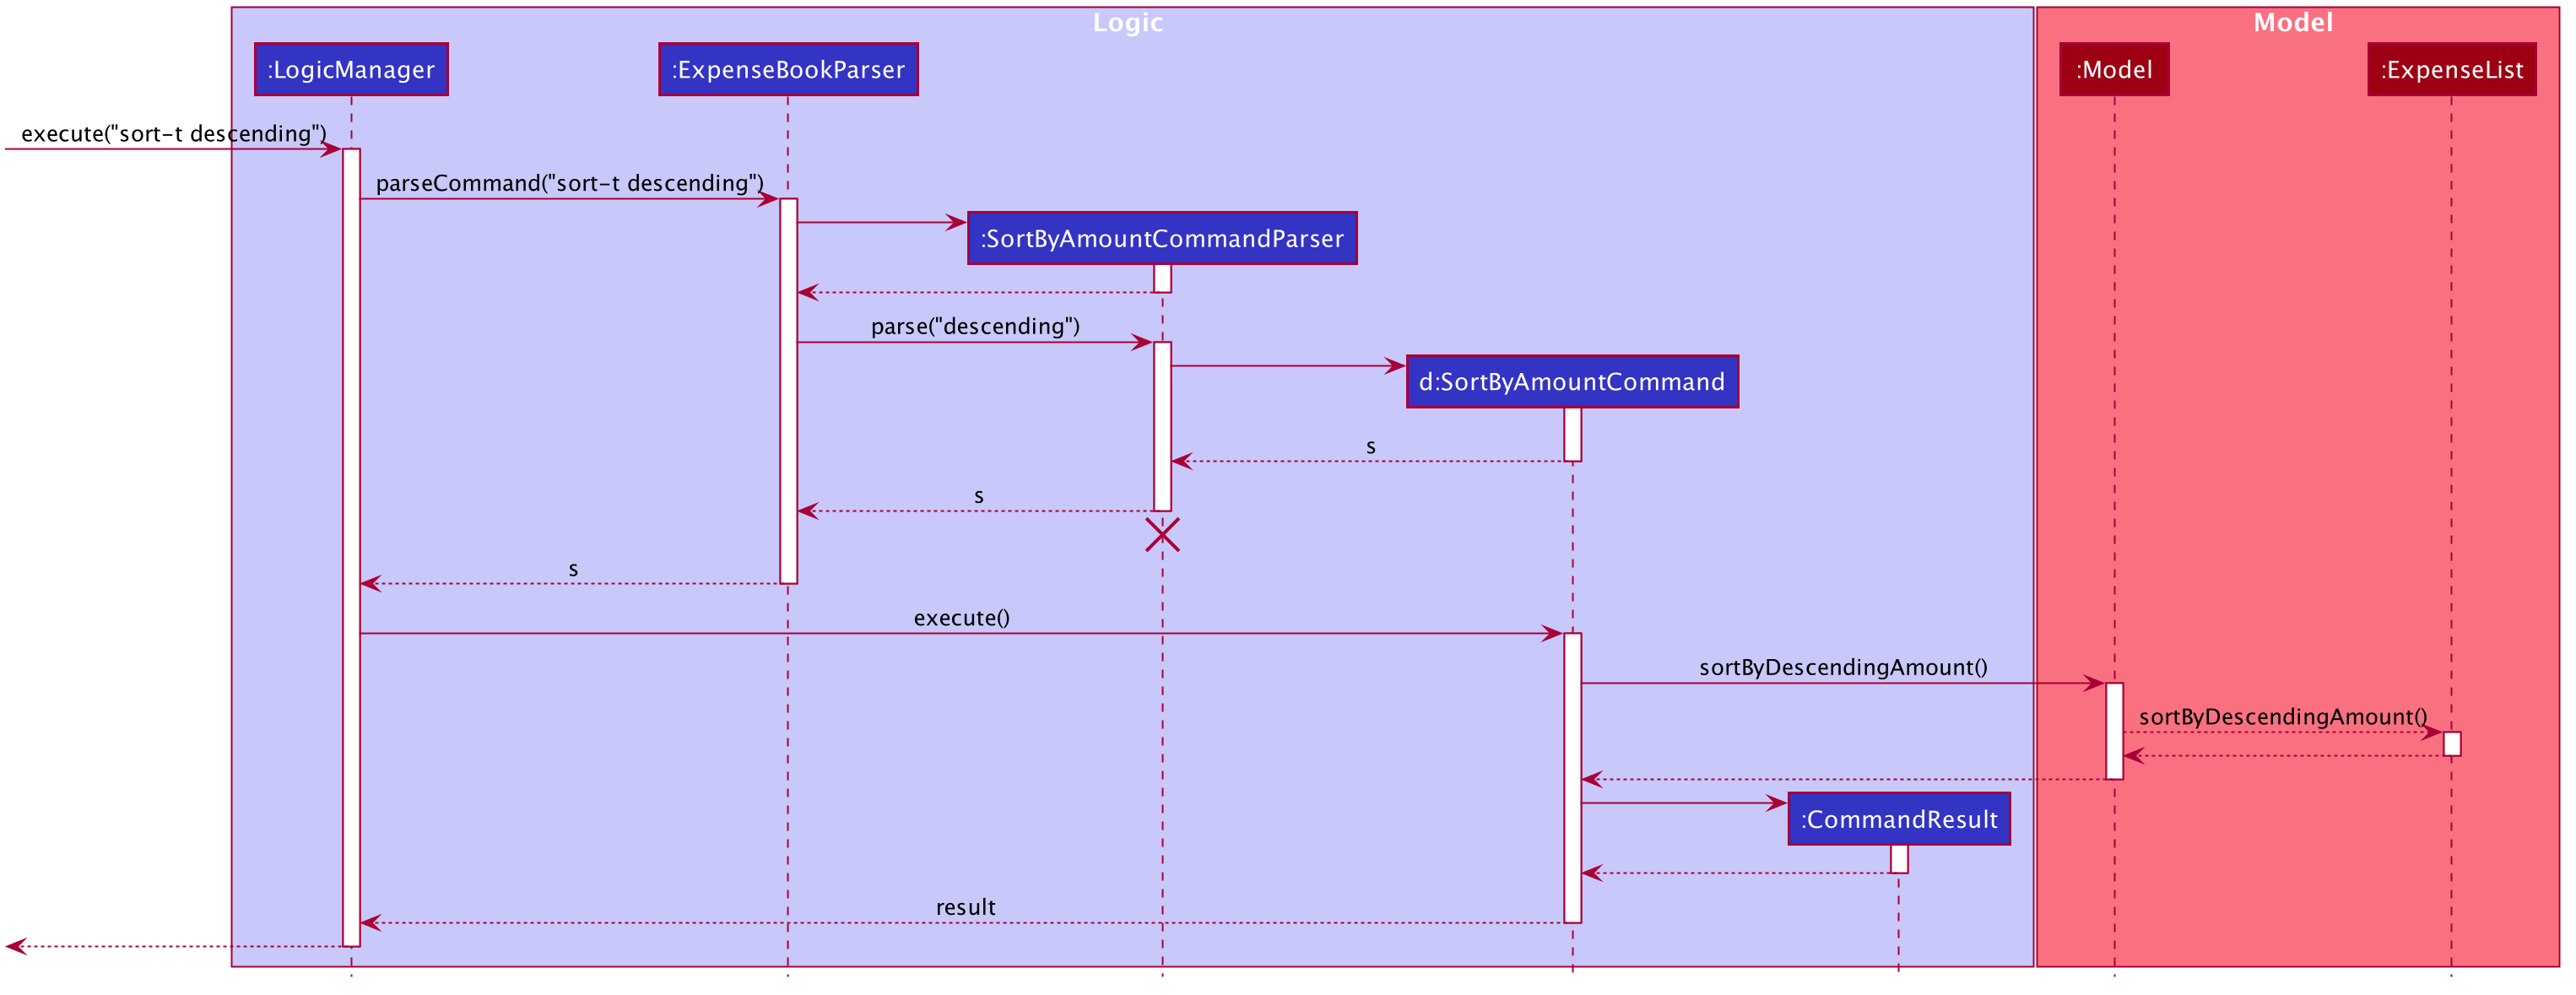 Logic
Model
:LogicManager
:ExpenseBookParser
:Model
:ExpenseList
execute("sort-t descending")
parseCommand("sort-t descending")
:SortByAmountCommandParser
parse("descending")
d:SortByAmountCommand
s
s
s
execute()
sortByDescendingAmount()
sortByDescendingAmount()
:CommandResult
result